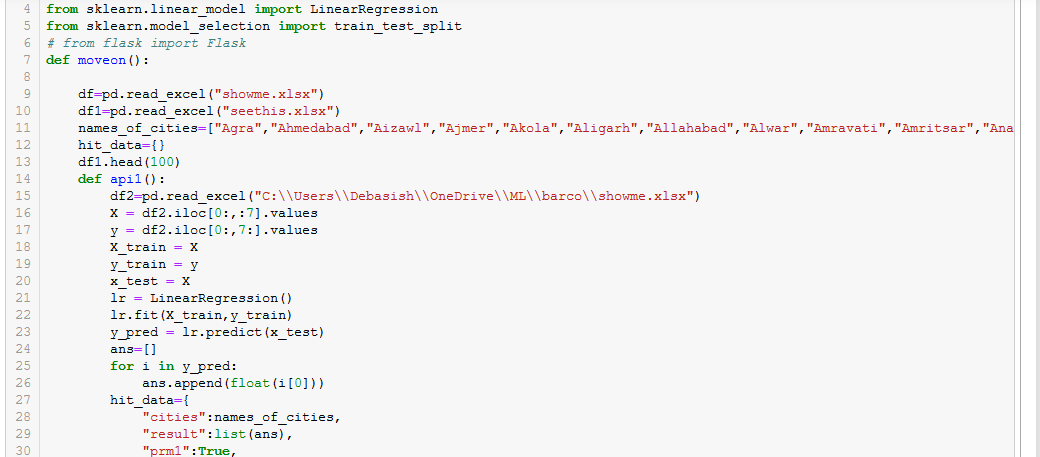 4 from sklearn.linear_model import LinearRegression
5 from sklearn.model_selection import train_test_split
6 # from flask import Flask
7 def moveon():
8
9     df=pd.read_excel("showme.xlsx")
10     df1=pd.read_excel("seethis.xlsx")
11     names_of_cities=["Agra","Ahmedabad","Aizawl","Ajmer","Akola","Aligarh","Allahabad","Alwar","Amravati","Amritsar","Ana
12     hit_data={}
13     df1.head(100)
14     def api1():
15         df2=pd.read_excel("C:\\Users\\Debasish\\OneDrive\\ML\\barco\\showme.xlsx")
16         X = df2.iloc[0:,:7].values
17         y = df2.iloc[0:,7:].values
18         X_train = X
19         y_train = y
20         x_test = X
21         lr = LinearRegression()
22         lr.fit(X_train,y_train)
23         y_pred = lr.predict(x_test)
24         ans=[]
25         for i in y_pred:
26             ans.append(float(i[0]))
27         hit_data={
28             "cities":names_of_cities,
29             "result":list(ans),
30             "prm1":True,